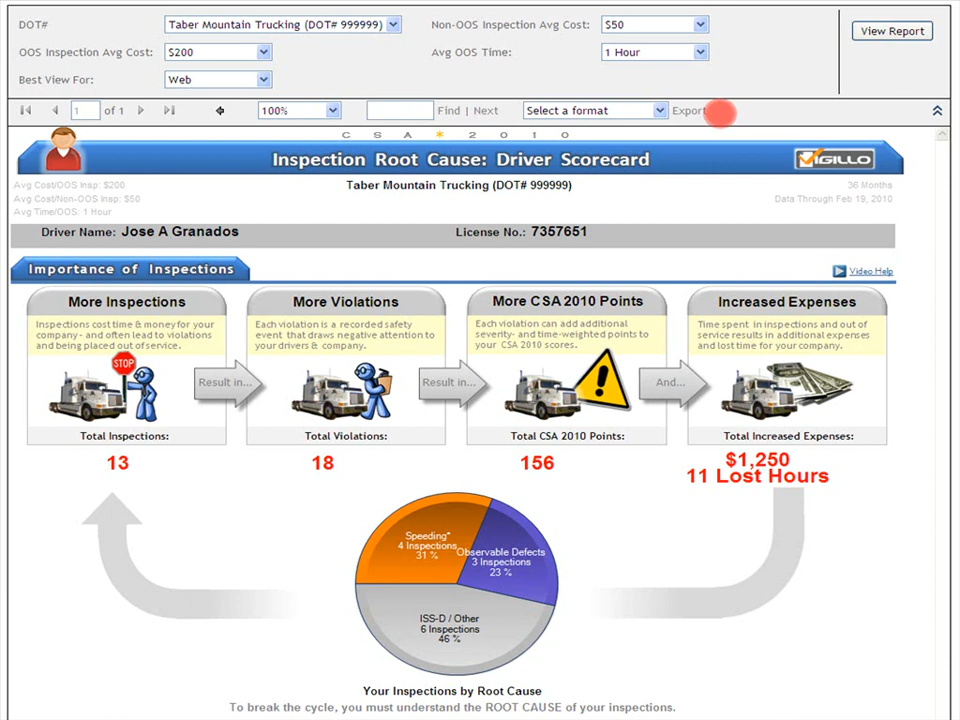 DOT# Taber Mountain Trucking (DOT# 999999) Non-OOS Inspection Avg Cost: $50 View Report
OOS Inspection Avg Cost: $200 Avg OOS Time: 1 Hour
Best View For: Web
1 of 1 100% Find | Next Select a format Export
C S A * 2 0 1 0
Inspection Root Cause: Driver Scorecard VIGILLO
Avg Cost/OOS Insp: $200 Taber Mountain Trucking (DOT# 999999) 36 Months
Avg Cost/Non-OOS Insp: $50 Data Through Feb 19, 2010
Avg Time/OOS: 1 Hour
Driver Name: Jose A Granados License No.: 7357651
Importance of Inspections Video Help
More Inspections
Inspections cost time & money for your
company- and often lead to violations
and being placed out of service.
STOP
Total Inspections:
13
Result in...
More Violations
Each violation is a recorded safety
event that draws negative attention to
your drivers & company.
Total Violations:
18
Result in...
More CSA 2010 Points
Each violation can add additional
severity- and time-weighted points to
your CSA 2010 scores.
Total CSA 2010 Points:
156
And...
Increased Expenses
Time spent in inspections and out of
service results in additional expenses
and lost time for your company.
Total Increased Expenses:
$1,250
11 Lost Hours
Speeding*
4 Inspections
31 %
Observable Defects
3 Inspections
23 %
ISS-D / Other
6 Inspections
46 %
Your Inspections by Root Cause
To break the cycle, you must understand the ROOT CAUSE of your inspections.